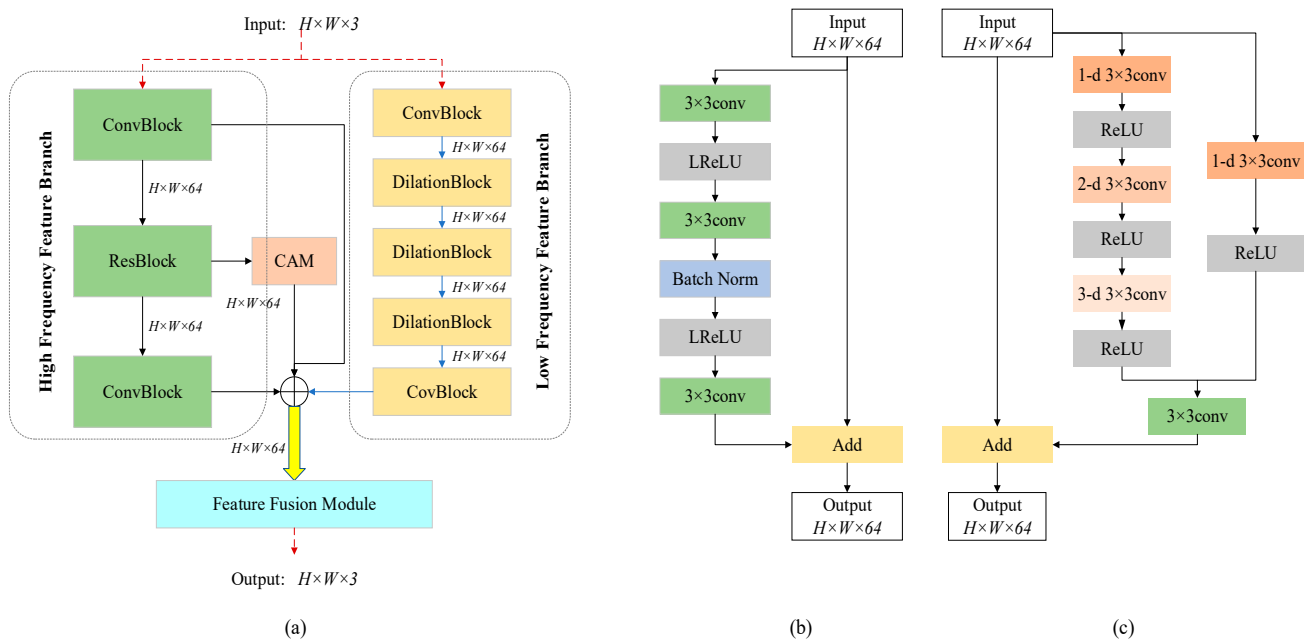 Input: H×W×3
High Frequency Feature Branch
ConvBlock
H×W×64
ResBlock
CAM
H×W×64
H×W×64
ConvBlock
ConvBlock
H×W×64
DilationBlock
H×W×64
DilationBlock
H×W×64
DilationBlock
H×W×64
CovBlock
Low Frequency Feature Branch
H×W×64
Feature Fusion Module
Output: H×W×3
(a)
Input
H×W×64
3×3conv
LReLU
3×3conv
Batch Norm
LReLU
3×3conv
Add
Output
H×W×64
(b)
Input
H×W×64
1-d 3×3conv
ReLU
2-d 3×3conv
ReLU
3-d 3×3conv
ReLU
1-d 3×3conv
ReLU
3×3conv
Add
Output
H×W×64
(c)